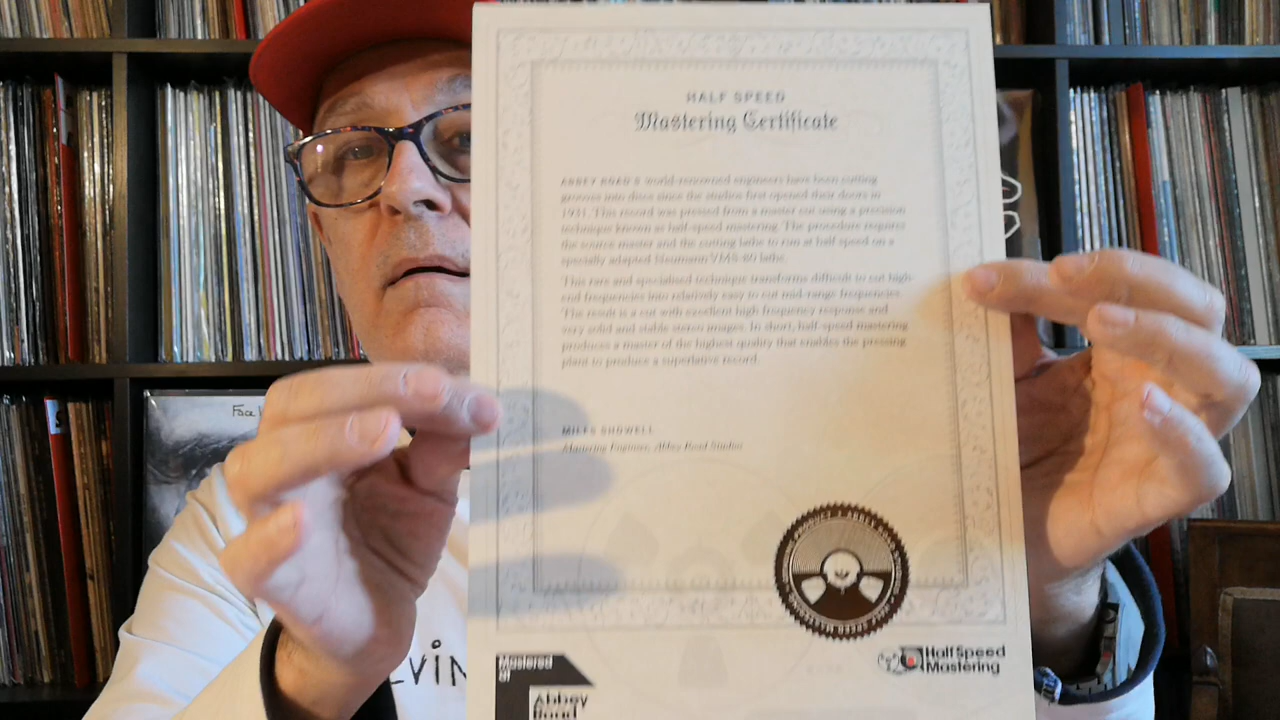 HALF SPEED
Mastering Certificate
ABBEY ROAD'S world-renowned engineers have been cutting
grooves into discs since the studios first opened their doors in
1931. This record was pressed from a master cut using a precision
technique known as half-speed mastering. The procedure requires
the source master and the cutting lathe to run at half speed on a
specially adapted Neumann VMS-80 lathe.
This rare and specialised technique transforms difficult to cut high-
end frequencies into relatively easy to cut mid-range frequencies.
The result is a cut with excellent high frequency response and
very solid and stable stereo images. In short, half-speed mastering
produces a master of the highest quality that enables the pressing
plant to produce a superlative record.
MILES SHOWELL
Mastering Engineer, Abbey Road Studios
Mastered
at
Abbey
Road
Half Speed
Mastering